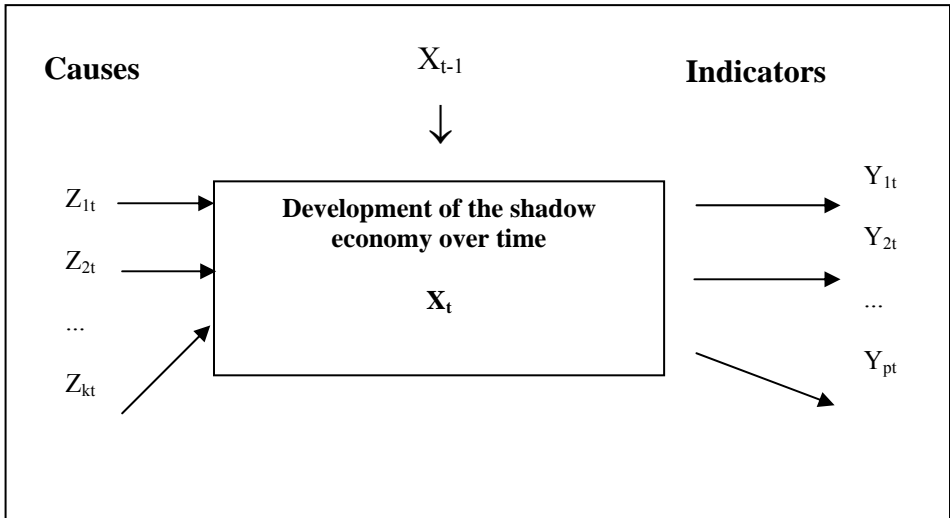 Causes
X_{t-1}
Indicators
Z_{1t}
Z_{2t}
...
Z_{kt}
Development of the shadow
economy over time
X_t
Y_{1t}
Y_{2t}
...
Y_{pt}